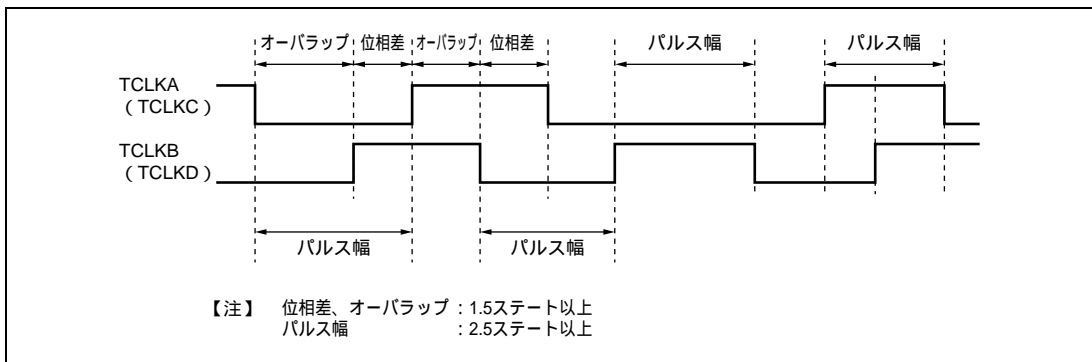 オーバラップ 位相差 オーバラップ 位相差 パルス幅 パルス幅
TCLKA
（TCLKC）
TCLKB
（TCLKD）
パルス幅 パルス幅
【注】 位相差、オーバラップ：1.5ステート以上
パルス幅 ：2.5ステート以上